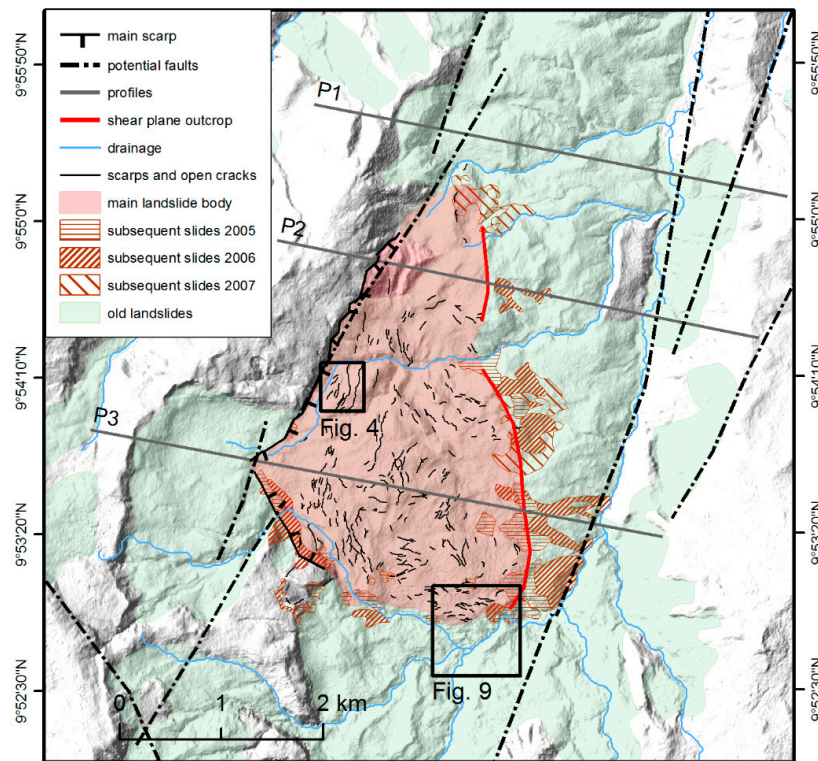 main scarp
potential faults
profiles
shear plane outcrop
drainage
scarps and open cracks
main landslide body
subsequent slides 2005
subsequent slides 2006
subsequent slides 2007
old landslides
P1
P2
P3
Fig. 4
Fig. 9
0 1 2 km
9°55'50"N
9°55'0"N
9°54'10"N
9°53'20"N
9°52'30"N
9°55'50"N
9°55'0"N
9°54'10"N
9°53'20"N
9°52'30"N